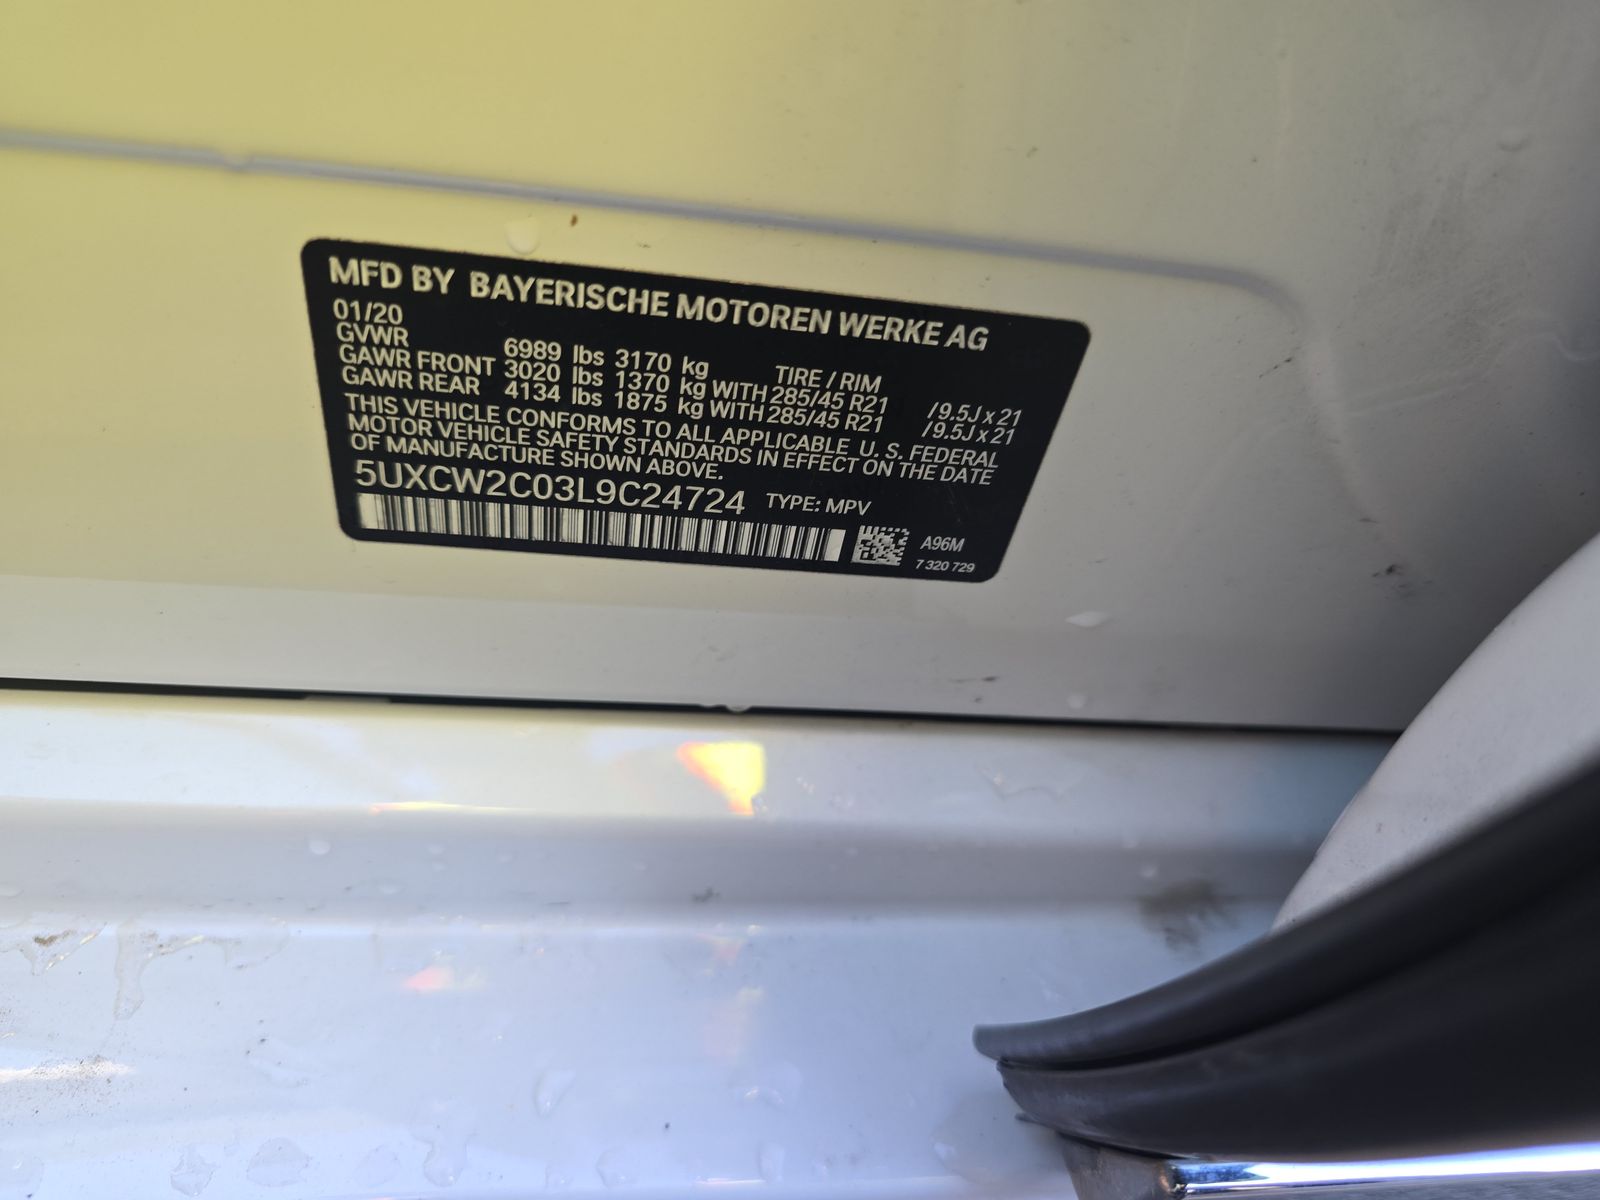 MFD BY BAYERISCHE MOTOREN WERKE AG
01/20
GVWR 6989 lbs 3170 kg TIRE / RIM
GAWR FRONT 3020 lbs 1370 kg WITH 285/45 R21 /9.5J x 21
GAWR REAR 4134 lbs 1875 kg WITH 285/45 R21 /9.5J x 21
THIS VEHICLE CONFORMS TO ALL APPLICABLE U. S. FEDERAL
MOTOR VEHICLE SAFETY STANDARDS IN EFFECT ON THE DATE
OF MANUFACTURE SHOWN ABOVE.
5UXCW2C03L9C24724 TYPE: MPV
A96M
7 320 729